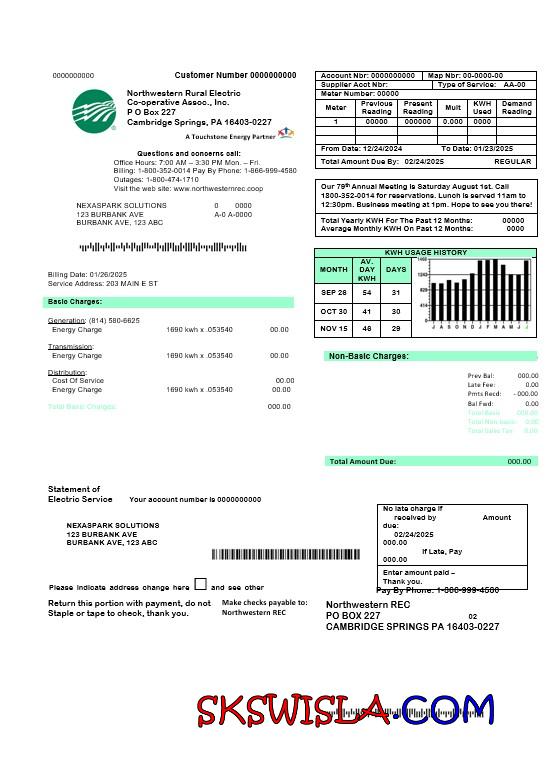 0000000000
Customer Number 0000000000
Northwestern Rural Electric
Co-operative Assoc., Inc.
P O Box 227
Cambridge Springs, PA 16403-0227
A Touchstone Energy Partner
Questions and concerns call:
Office Hours: 7:00 AM – 3:30 PM Mon. – Fri.
Billing: 1-800-352-0014 Pay By Phone: 1-866-999-4580
Outages: 1-800-474-1710
Visit the web site: www.northwesternrec.coop
NEXASPARK SOLUTIONS 0 0000
123 BURBANK AVE A-0 A-0000
BURBANK AVE, 123 ABC
Billing Date: 01/26/2025
Service Address: 203 MAIN E ST
Basic Charges:
Generation: (814) 580-6625
Energy Charge 1690 kwh x .053540 00.00
Transmission:
Energy Charge 1690 kwh x .053540
Distribution:
Cost Of Service 00.00
Energy Charge 1690 kwh x .053540 00.00
Total Basic Charges: 000.00
Account Nbr: 0000000000 Map Nbr: 00-0000-00
Supplier Acct Nbr: Type of Service: AA-00
Meter Number: 00000
Meter Previous Reading Present Reading Mult KWH Used Demand Reading
1 00000 000000 0.000 0000
From Date: 12/24/2024 To Date: 01/23/2025
Total Amount Due By: 02/24/2025 REGULAR
Our 78th Annual Meeting is Saturday August 1st. Call
1800-352-0014 for reservations. Lunch is served 11am to
12:30pm. Business meeting at 1pm. Hope to see you there!
Total Yearly KWH For The Past 12 Months: 00000
Average Monthly KWH On Past 12 Months: 0000
KWH USAGE HISTORY
MONTH AV. DAY KWH DAYS
SEP 28 54 31
OCT 30 41 30
NOV 15 46 29
J A S O N D J F M A M J J
Non-Basic Charges:
Prev Bal: 000.00
Late Fee: 0.00
Pmts Recd: - 000.00
Bal Fwd: 0.00
Total Basic 000.00
Total Non-basic 0.00
Total Sales Tax 0.00
Total Amount Due: 000.00
Statement of
Electric Service Your account number is 0000000000
NEXASPARK SOLUTIONS
123 BURBANK AVE
BURBANK AVE, 123 ABC
No late charge if
received by Amount
due:
02/24/2025
000.00
If Late, Pay
000.00
Enter amount paid –
Thank you.
Pay By Phone: 1-866-999-4580
Please indicate address change here and see other
Return this portion with payment, do not
Staple or tape to check, thank you.
Make checks payable to:
Northwestern REC
Northwestern REC
PO BOX 227 02
CAMBRIDGE SPRINGS PA 16403-0227
SKSWISLA.COM